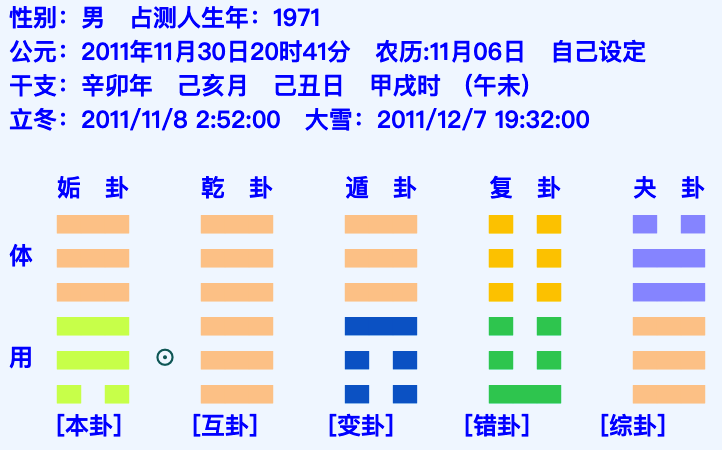 性别：男　占测人生年：1971
公元：2011年11月30日20时41分　农历:11月06日　自己设定
干支：辛卯年　己亥月　己丑日　甲戌时　（午未）
立冬：2011/11/8 2:52:00　大雪：2011/12/7 19:32:00
姤　卦　乾　卦　遁　卦　复　卦　夬　卦
体
用
［本卦］　［互卦］　［变卦］　［错卦］　［综卦］